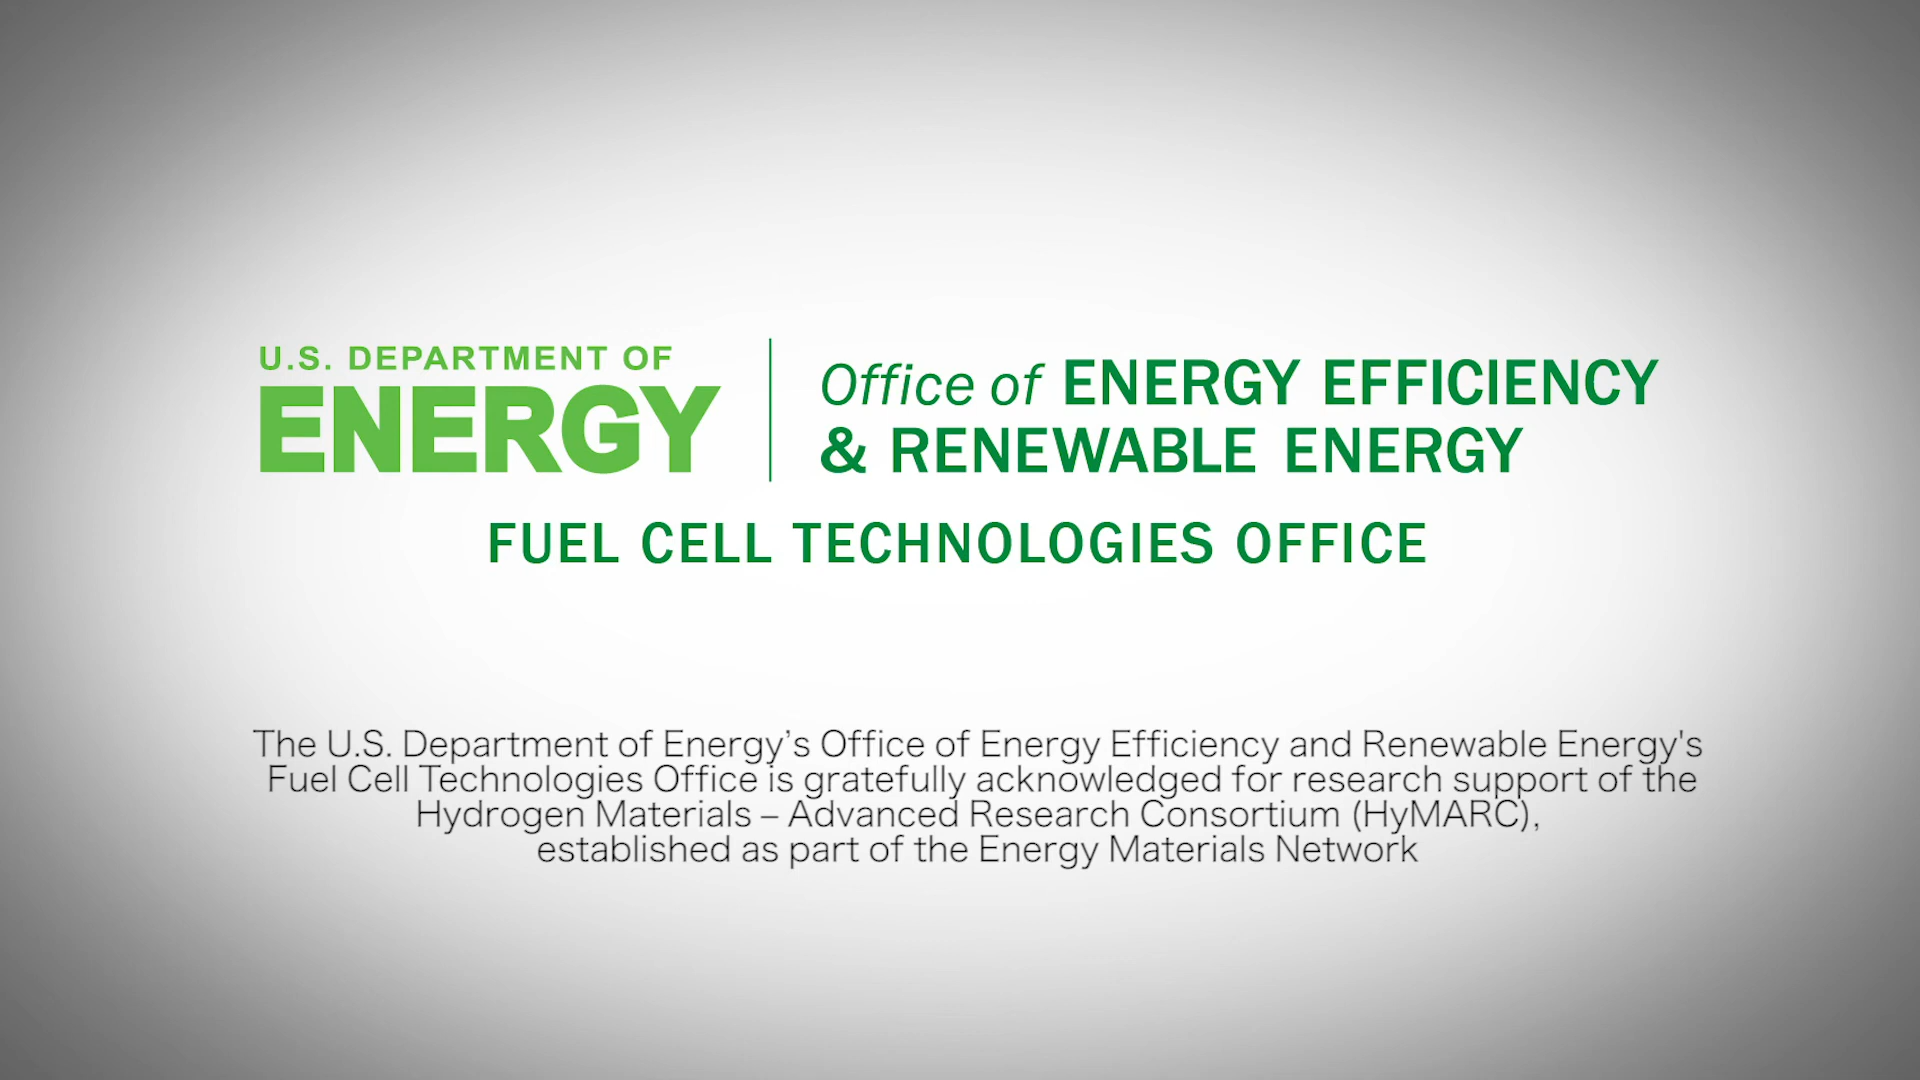 U.S. DEPARTMENT OF
ENERGY
Office of ENERGY EFFICIENCY
& RENEWABLE ENERGY
FUEL CELL TECHNOLOGIES OFFICE
The U.S. Department of Energy’s Office of Energy Efficiency and Renewable Energy's
Fuel Cell Technologies Office is gratefully acknowledged for research support of the
Hydrogen Materials – Advanced Research Consortium (HyMARC),
established as part of the Energy Materials Network